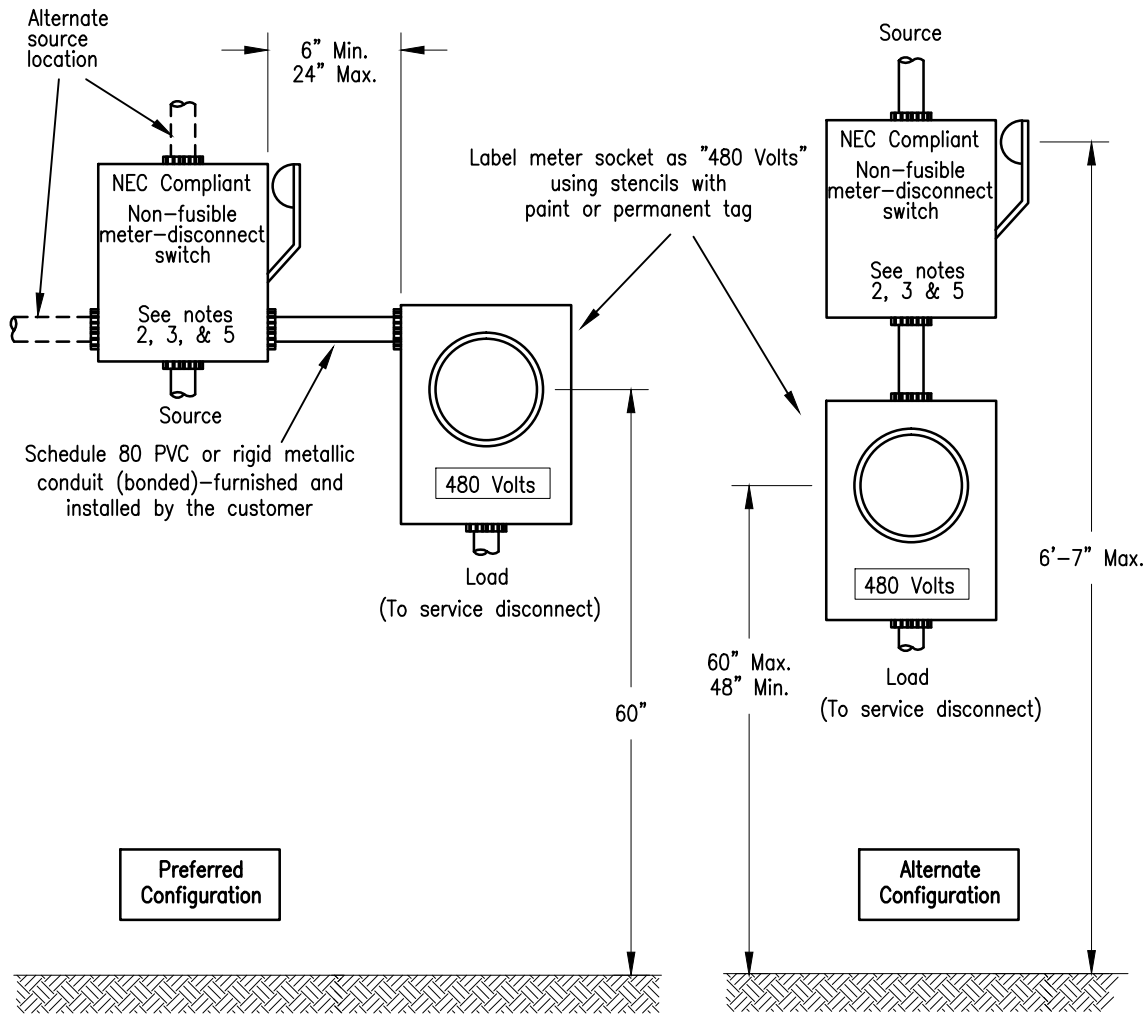 Alternate
source
location
6” Min.
24” Max.
NEC Compliant
Non-fusible
meter-disconnect
switch
See notes
2, 3, & 5
Source
Schedule 80 PVC or rigid metallic
conduit (bonded)-furnished and
installed by the customer
Label meter socket as ”480 Volts”
using stencils with
paint or permanent tag
480 Volts
Load
(To service disconnect)
60”
Preferred
Configuration
Source
NEC Compliant
Non-fusible
meter-disconnect
switch
See notes
2, 3 & 5
480 Volts
Load
(To service disconnect)
60” Max.
48” Min.
6’-7” Max.
Alternate
Configuration